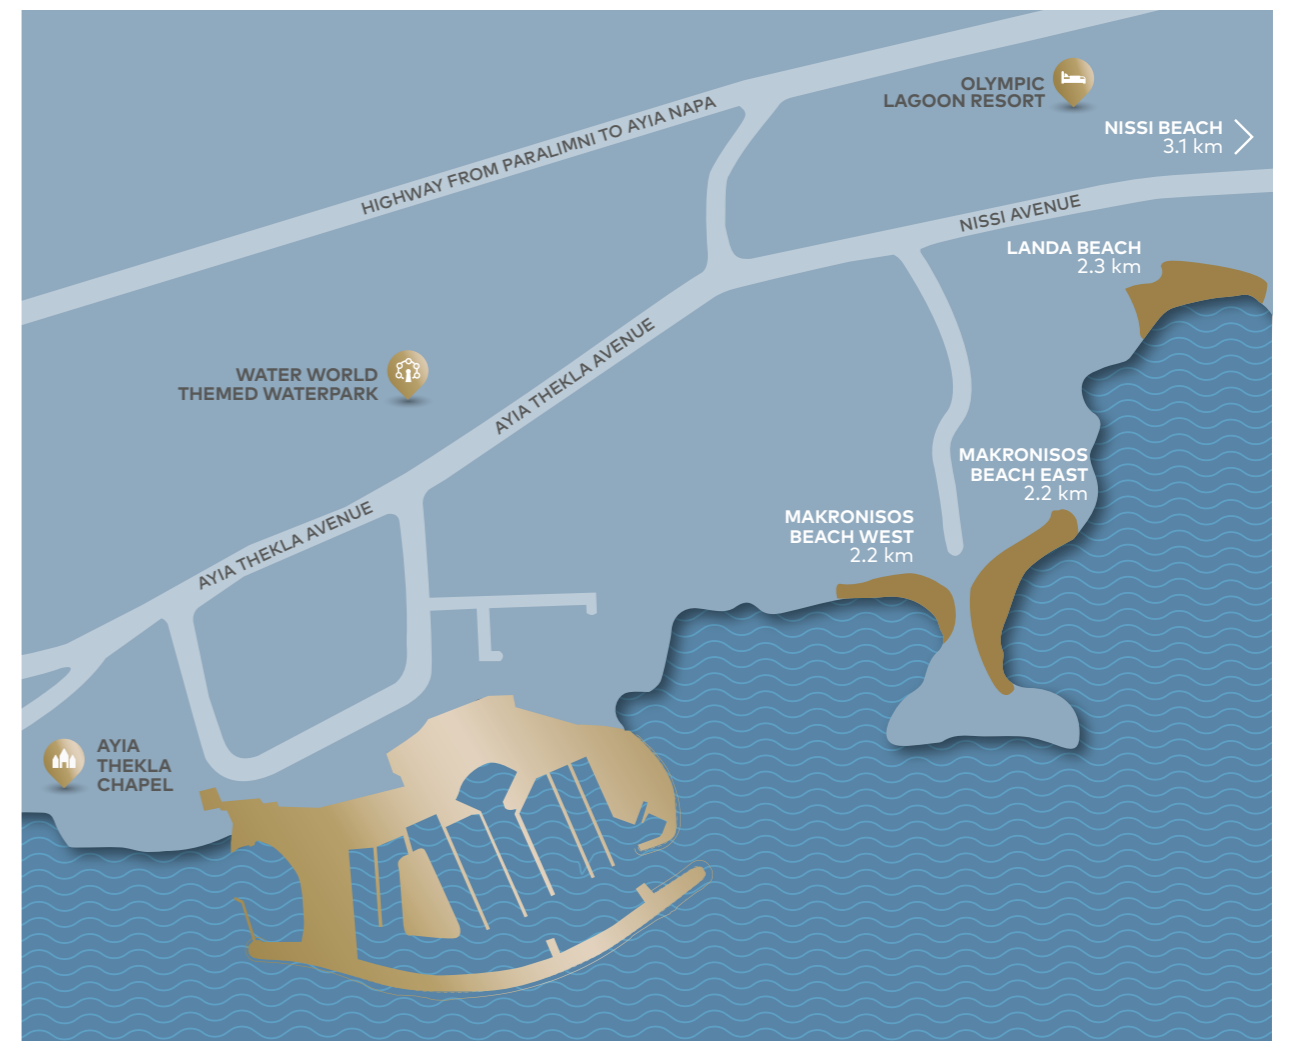 OLYMPIC
LAGOON RESORT
NISSI BEACH
3.1 km
HIGHWAY FROM PARALIMNI TO AYIA NAPA
NISSI AVENUE
LANDA BEACH
2.3 km
WATER WORLD
THEMED WATERPARK
AYIA THEKLA AVENUE
MAKRONISOS
BEACH EAST
2.2 km
MAKRONISOS
BEACH WEST
2.2 km
AYIA THEKLA AVENUE
AYIA
THEKLA
CHAPEL